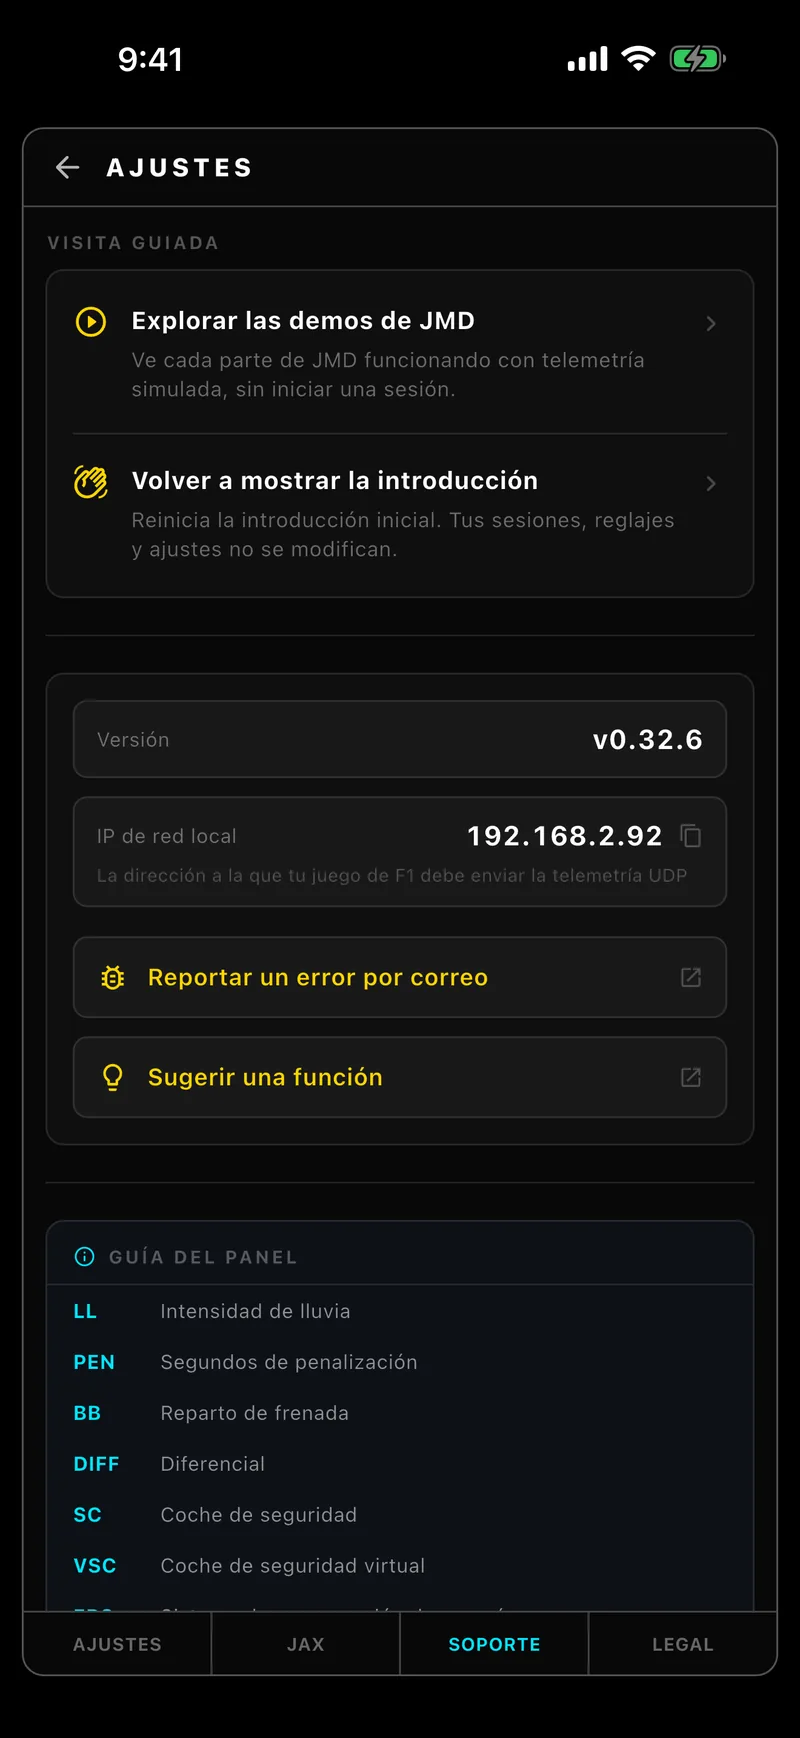 9:41
AJUSTES
VISITA GUIADA
Explorar las demos de JMD
Ve cada parte de JMD funcionando con telemetría
simulada, sin iniciar una sesión.
Volver a mostrar la introducción
Reinicia la introducción inicial. Tus sesiones, reglajes
y ajustes no se modifican.
Versión v0.32.6
IP de red local 192.168.2.92
La dirección a la que tu juego de F1 debe enviar la telemetría UDP
Reportar un error por correo
Sugerir una función
GUÍA DEL PANEL
LL Intensidad de lluvia
PEN Segundos de penalización
BB Reparto de frenada
DIFF Diferencial
SC Coche de seguridad
VSC Coche de seguridad virtual
AJUSTES JAX SOPORTE LEGAL